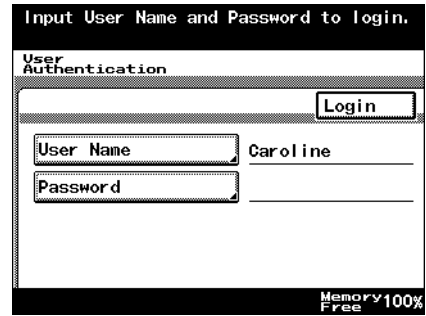 Input User Name and Password to login.
User
Authentication
Login
User Name Caroline
Password
Memory
Free 100%